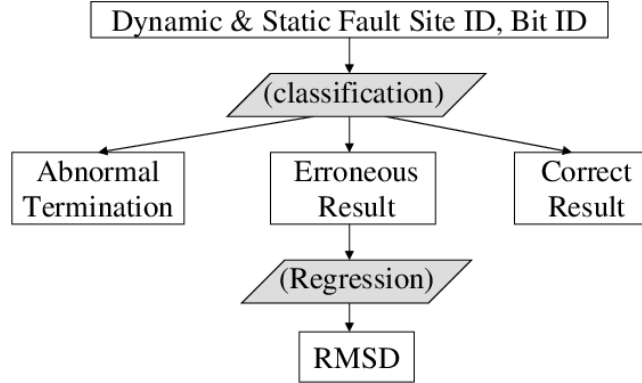 Dynamic & Static Fault Site ID, Bit ID
(classification)
Abnormal
Termination
Erroneous
Result
Correct
Result
(Regression)
RMSD